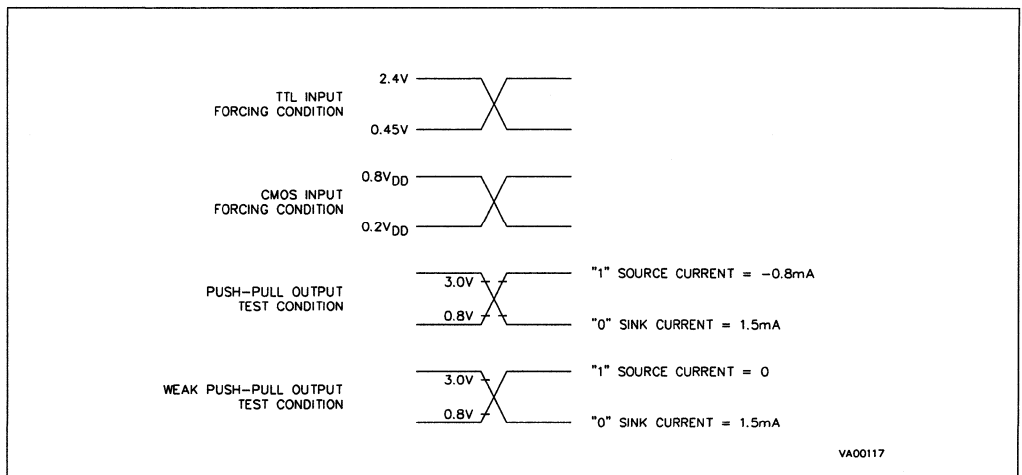 2.4V
TTL INPUT
FORCING CONDITION
0.45V
0.8VDD
CMOS INPUT
FORCING CONDITION
0.2VDD
"1" SOURCE CURRENT = −0.8mA
3.0V
PUSH−PULL OUTPUT
TEST CONDITION
0.8V
"0" SINK CURRENT = 1.5mA
"1" SOURCE CURRENT = 0
3.0V
WEAK PUSH−PULL OUTPUT
TEST CONDITION
0.8V
"0" SINK CURRENT = 1.5mA
VA00117